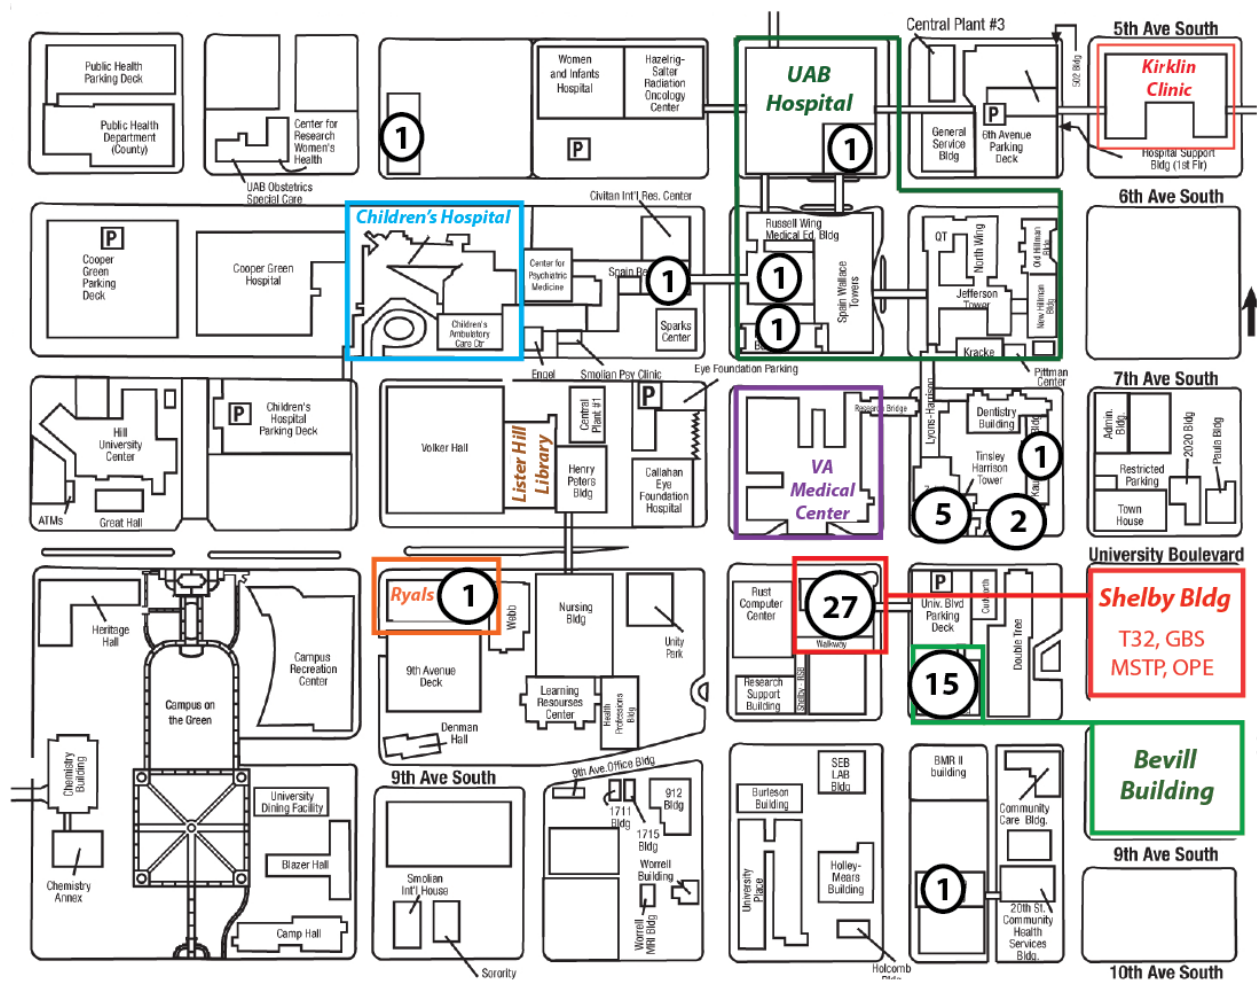 Central Plant #3
5th Ave South
Public Health
Parking Deck
Public Health
Department
(County)
Center for
Research
Women's
Health
UAB Obstetrics
Special Care
1
Women
and Infants
Hospital
Hazelrig-
Salter
Radiation
Oncology
Center
P
UAB
Hospital
1
General
Service
Bldg
P
6th Avenue
Parking
Deck
502 Bldg
Kirklin
Clinic
Hospital Support
Bldg (1st Flr)
6th Ave South
P
Cooper
Green
Parking
Deck
Cooper Green
Hospital
Children's Hospital
Children's
Ambulatory
Care Ctr
Civitan Int'l Res. Center
Center for
Psychiatric
Medicine
Spain Re
1
Sparks
Center
Engel
Smolian Psy Clinic
Eye Foundation Parking
Russell Wing
Medical Ed. Bldg
1
1
Spain Wallace
Towers
QT
North Wing
Old Hillman
Bldg
Jefferson
Tower
New Hillman
Bldg
Kracke
Pittman
Center
7th Ave South
Hill
University
Center
ATMs
Great Hall
P
Children's
Hospital
Parking Deck
Volker Hall
Lister Hill
Library
Central
Plant #1
Henry
Peters
Bldg
P
Callahan
Eye
Foundation
Hospital
VA
Medical
Center
Research Bridge
Lyons-Harrison
Dentistry
Building
Tinsley
Harrison
Tower
1
5
2
Admin.
Bldg.
2020 Bldg
Paula Bldg
Restricted
Parking
Town
House
University Boulevard
Heritage
Hall
Campus
Recreation
Center
Campus on
the Green
Ryals
1
Webb
Nursing
Bldg
Unity
Park
9th Avenue
Deck
Learning
Resourses
Center
Health
Professions
Bldg
Denman
Hall
Rust
Computer
Center
27
Walkway
Research
Support
Building
Shelby - RSB
P
Univ. Blvd
Parking
Deck
Cudworth
Double Tree
15
Shelby Bldg
T32, GBS
MSTP, OPE
Bevill
Building
9th Ave South
Chemistry
Building
Chemistry
Annex
University
Dining Facility
Blazer Hall
Camp Hall
9th Ave South
Smolian
Int'l House
Sorority
9th Ave.Office Bldg
1711
Bldg
1715
Bldg
912
Bldg
Worrell
Building
Worrell
MRI Bldg
SEB
LAB
Bldg
Burleson
Building
University
Place
Holley-
Mears
Building
Holcomb
BMR II
building
1
Community
Care Bldg.
20th St.
Community
Health
Services
Bldg.
10th Ave South